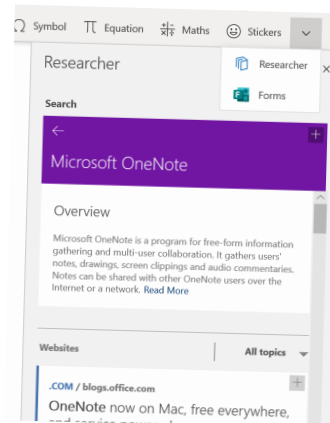 Symbol Equation Maths Stickers
Researcher
Forms
Researcher
Search
Microsoft OneNote
Overview
Microsoft OneNote is a program for free-form information
gathering and multi-user collaboration. It gathers users'
notes, drawings, screen clippings and audio commentaries.
Notes can be shared with other OneNote users over the
Internet or a network. Read More
Websites All topics
.COM / blogs.office.com
OneNote now on Mac, free everywhere,